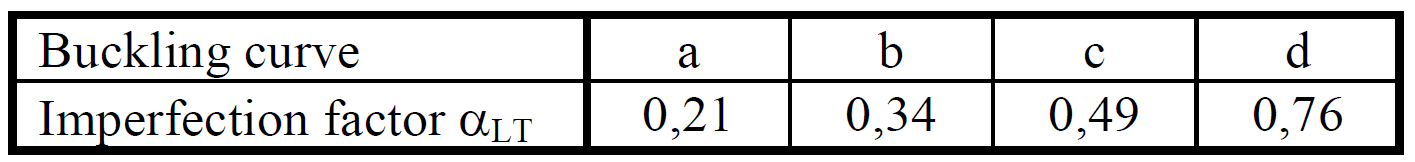 Buckling curve a b c d
Imperfection factor αLT 0,21 0,34 0,49 0,76